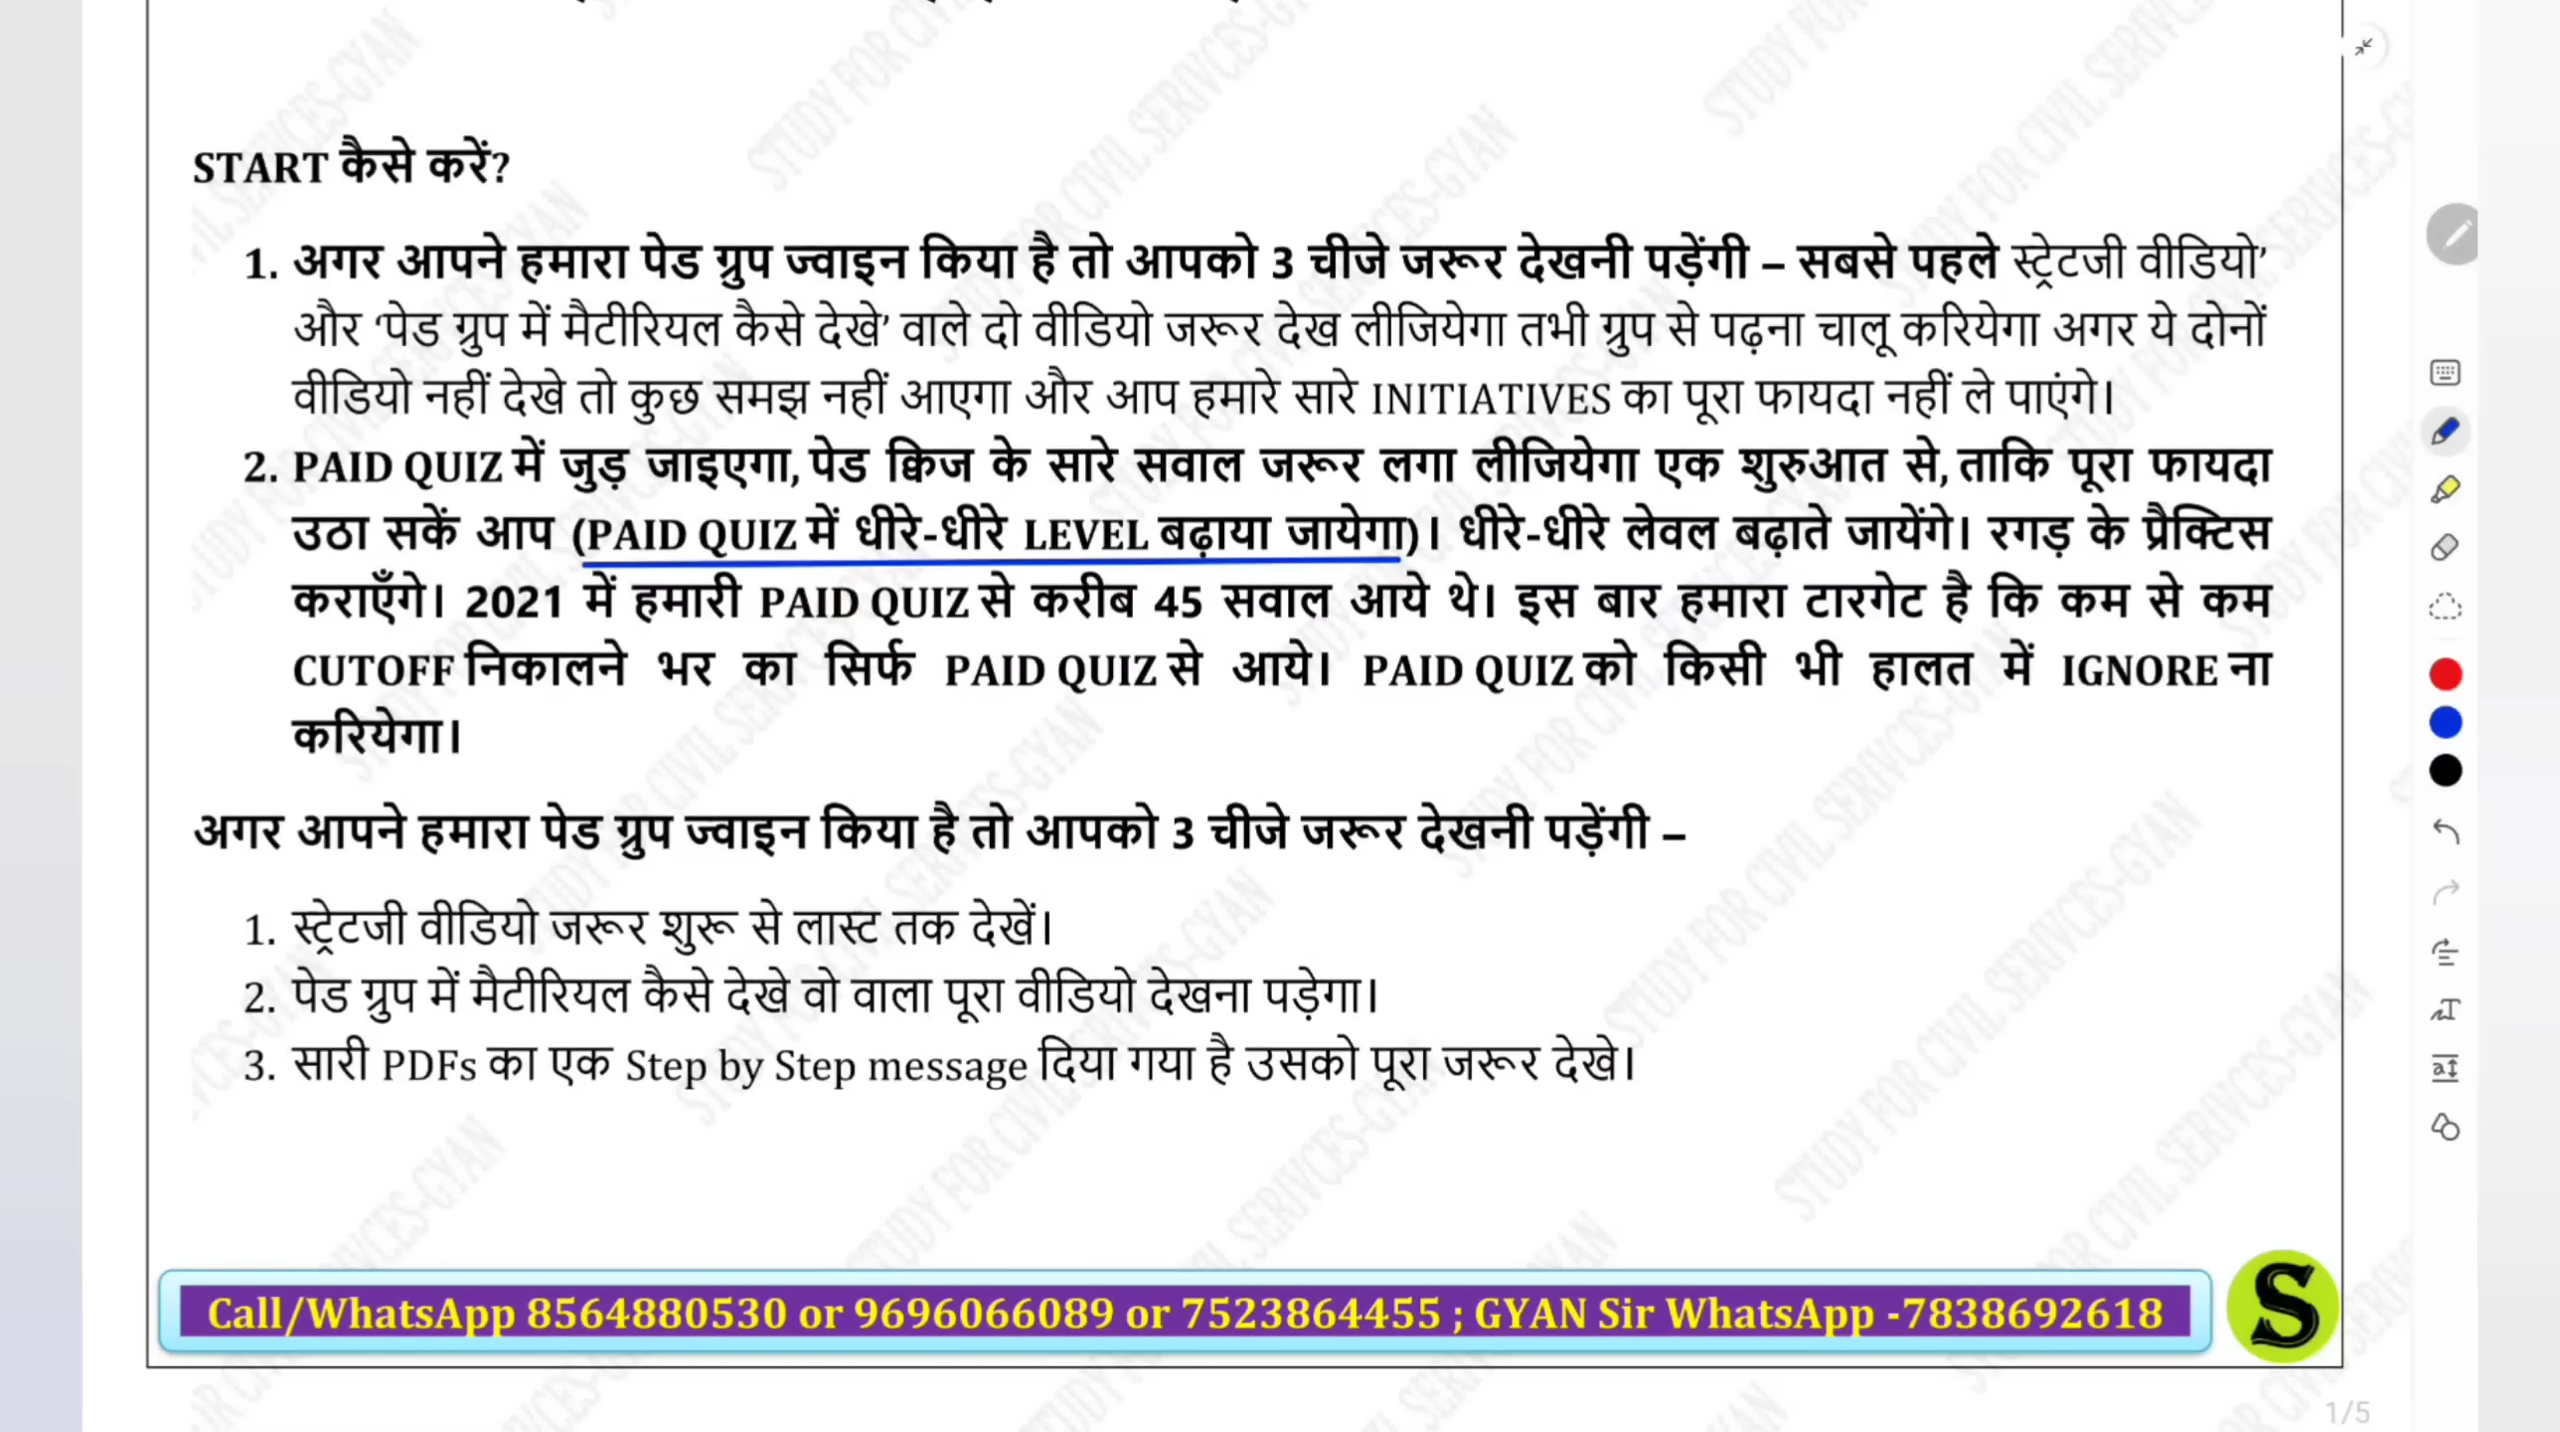 START कैसे करें?
1. अगर आपने हमारा पेड ग्रुप ज्वाइन किया है तो आपको 3 चीजे जरूर देखनी पड़ेंगी – सबसे पहले स्ट्रेटजी वीडियो’
और ‘पेड ग्रुप में मैटीरियल कैसे देखे’ वाले दो वीडियो जरूर देख लीजियेगा तभी ग्रुप से पढ़ना चालू करियेगा अगर ये दोनों
वीडियो नहीं देखे तो कुछ समझ नहीं आएगा और आप हमारे सारे INITIATIVES का पूरा फायदा नहीं ले पाएंगे।
2. PAID QUIZ में जुड़ जाइएगा, पेड क्विज के सारे सवाल जरूर लगा लीजियेगा एक शुरुआत से, ताकि पूरा फायदा
उठा सकें आप (PAID QUIZ में धीरे-धीरे LEVEL बढ़ाया जायेगा)। धीरे-धीरे लेवल बढ़ाते जायेंगे। रगड़ के प्रैक्टिस
कराएँगे। 2021 में हमारी PAID QUIZ से करीब 45 सवाल आये थे। इस बार हमारा टारगेट है कि कम से कम
CUTOFF निकालने भर का सिर्फ PAID QUIZ से आये। PAID QUIZ को किसी भी हालत में IGNORE ना
करियेगा।
अगर आपने हमारा पेड ग्रुप ज्वाइन किया है तो आपको 3 चीजे जरूर देखनी पड़ेंगी –
1. स्ट्रेटजी वीडियो जरूर शुरू से लास्ट तक देखें।
2. पेड ग्रुप में मैटीरियल कैसे देखे वो वाला पूरा वीडियो देखना पड़ेगा।
3. सारी PDFs का एक Step by Step message दिया गया है उसको पूरा जरूर देखे।
Call/WhatsApp 8564880530 or 9696066089 or 7523864455 ; GYAN Sir WhatsApp -7838692618
S
1/5
STUDY FOR CIVIL SERIVCES-GYAN